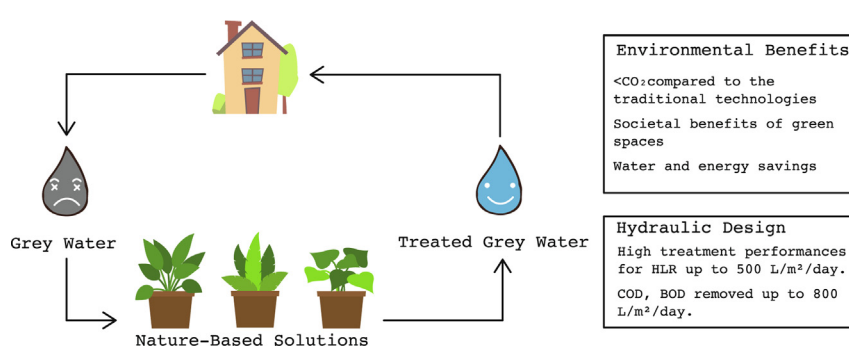 Environmental Benefits
<CO₂compared to the
traditional technologies
Societal benefits of green
spaces
Water and energy savings
Grey Water
Treated Grey Water
Nature-Based Solutions
Hydraulic Design
High treatment performances
for HLR up to 500 L/m²/day.
COD, BOD removed up to 800
L/m²/day.